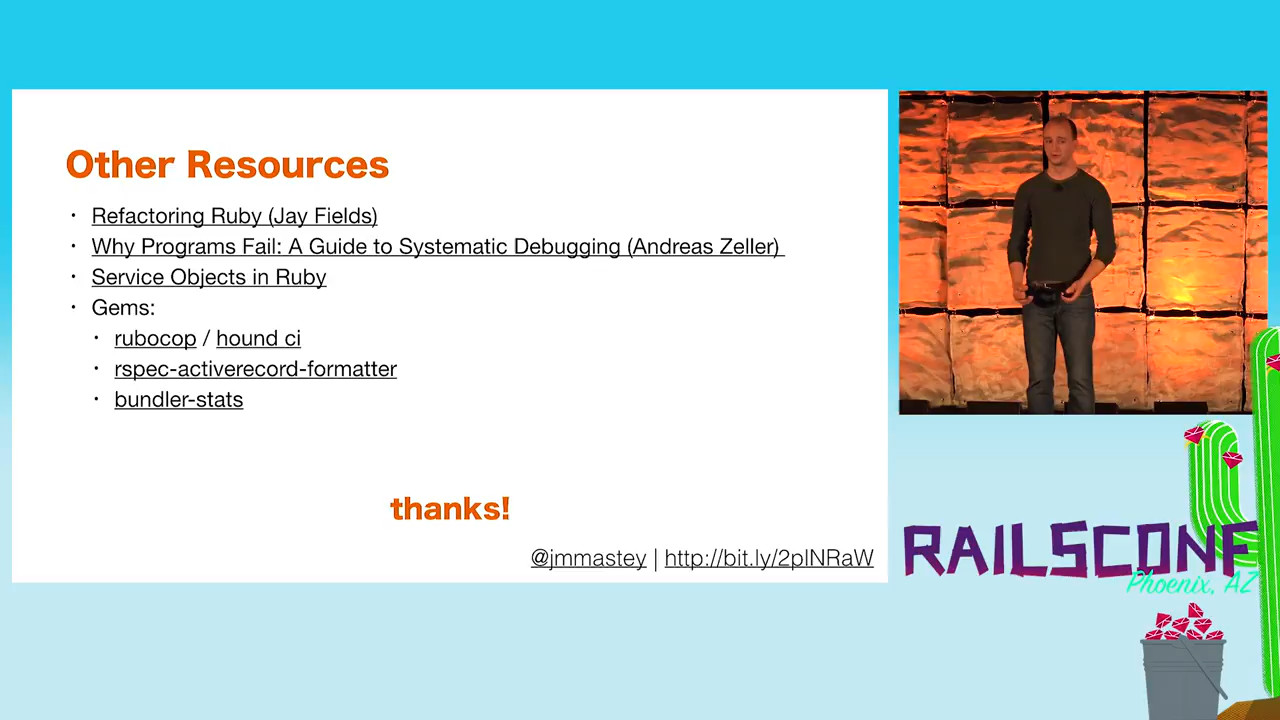 Other Resources
• Refactoring Ruby (Jay Fields)
• Why Programs Fail: A Guide to Systematic Debugging (Andreas Zeller)
• Service Objects in Ruby
• Gems:
• rubocop / hound ci
• rspec-activerecord-formatter
• bundler-stats
thanks!
@jmmastey | http://bit.ly/2pINRaW
RAILSCONF
Phoenix, AZ